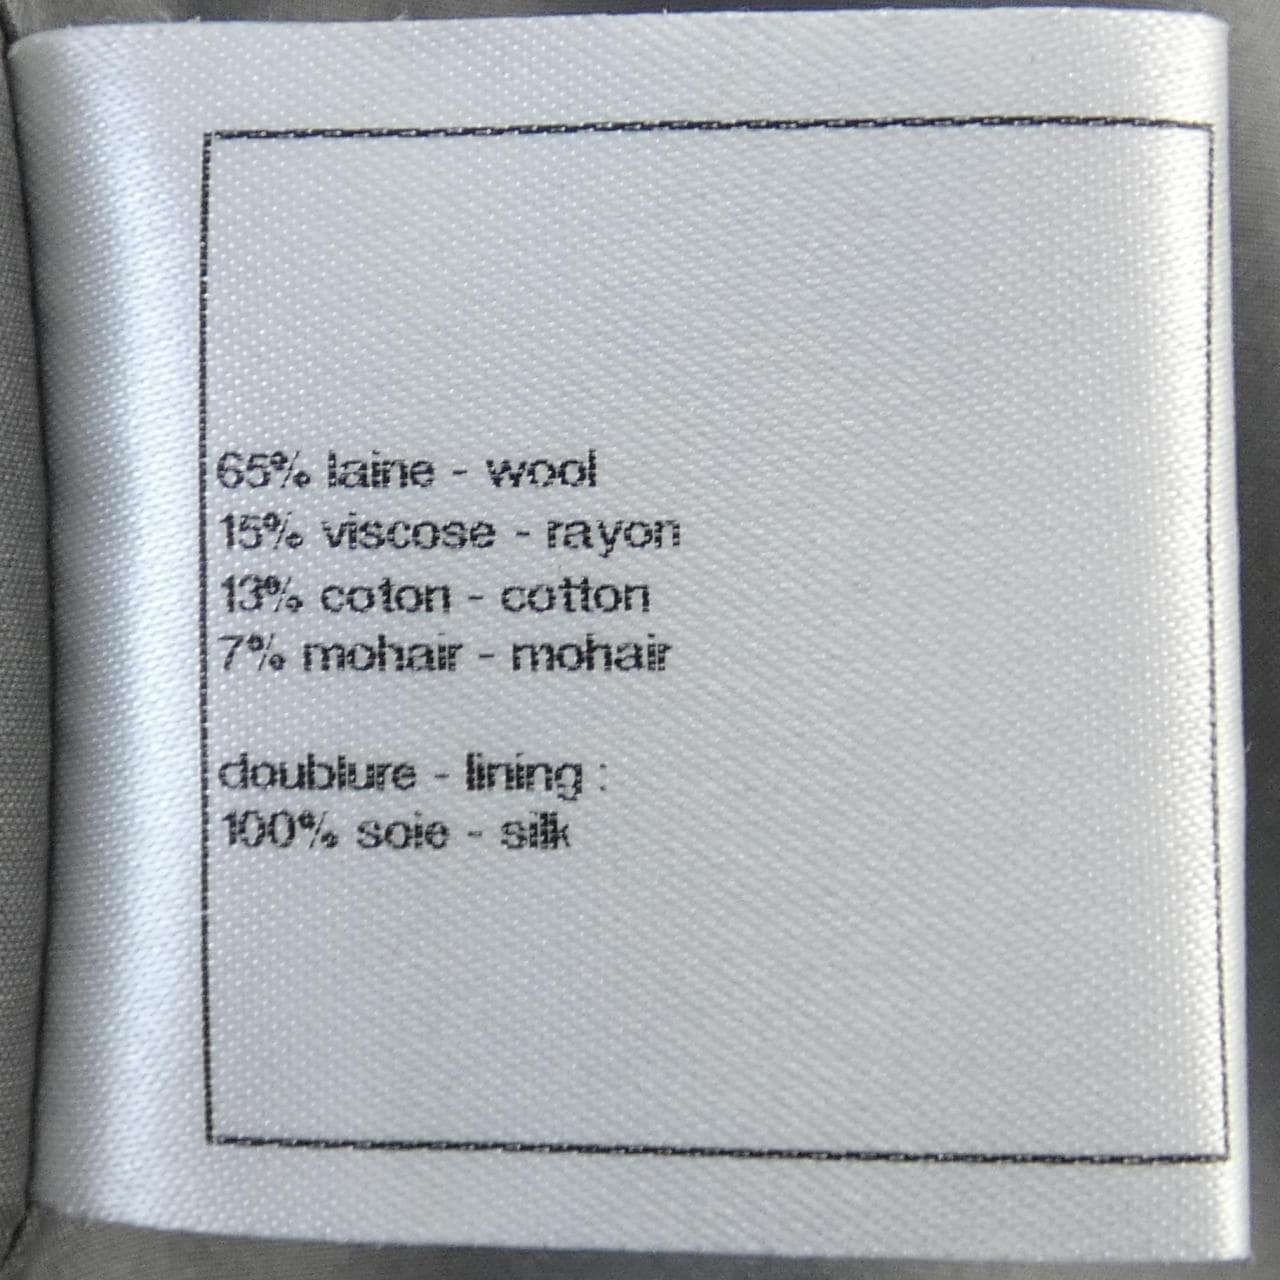 65% laine - wool
15% viscose - rayon
13% coton - cotton
7% mohair - mohair
doublure - lining :
100% soie - silk